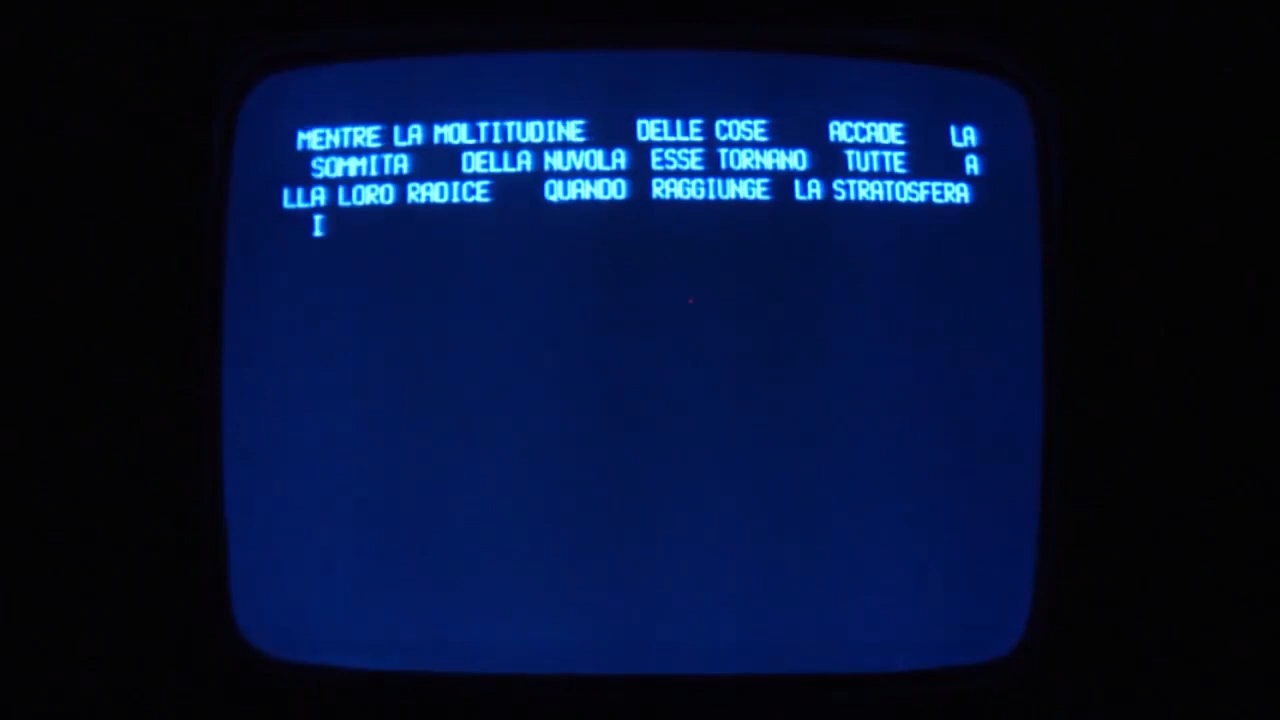 MENTRE LA MOLTITUDINE DELLE COSE ACCADE LA
SOMMITA DELLA NUVOLA ESSE TORNANO TUTTE A
LLA LORO RADICE QUANDO RAGGIUNGE LA STRATOSFERA
I